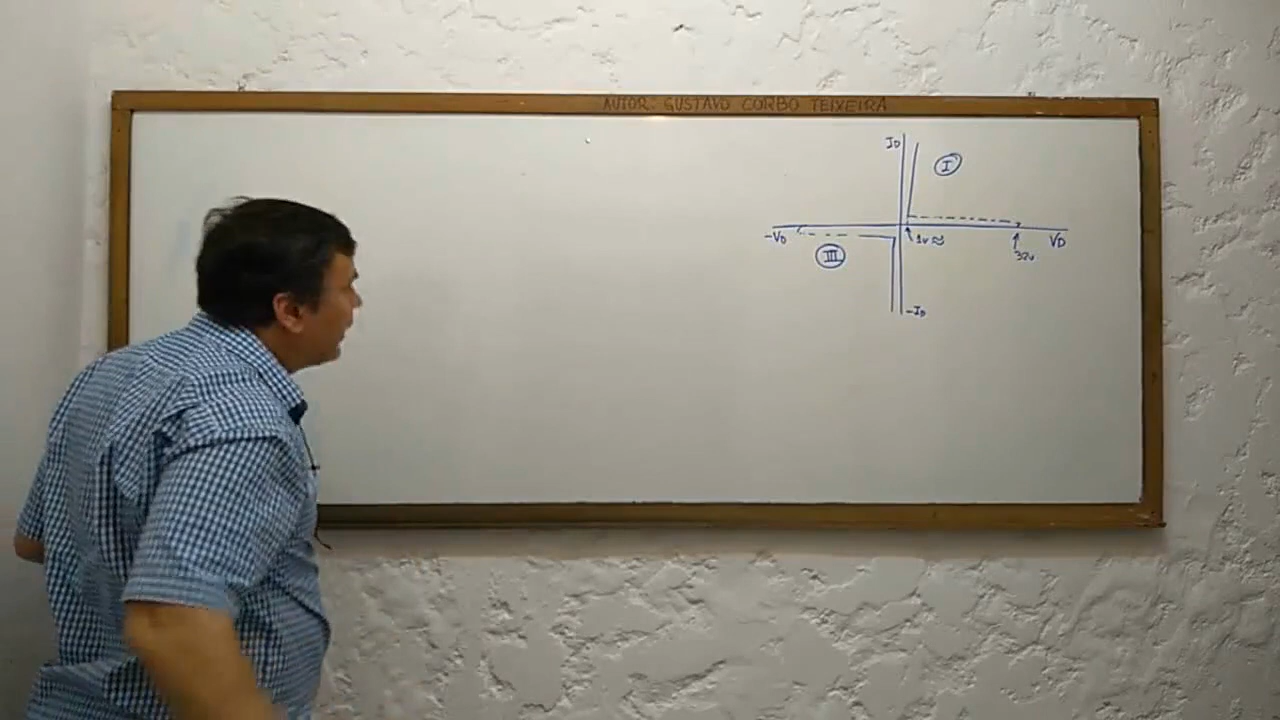 AUTOR: GUSTAVO CORBO TEIXEIRA
ID
I
-VD
1V≈
VD
III
32V
-ID